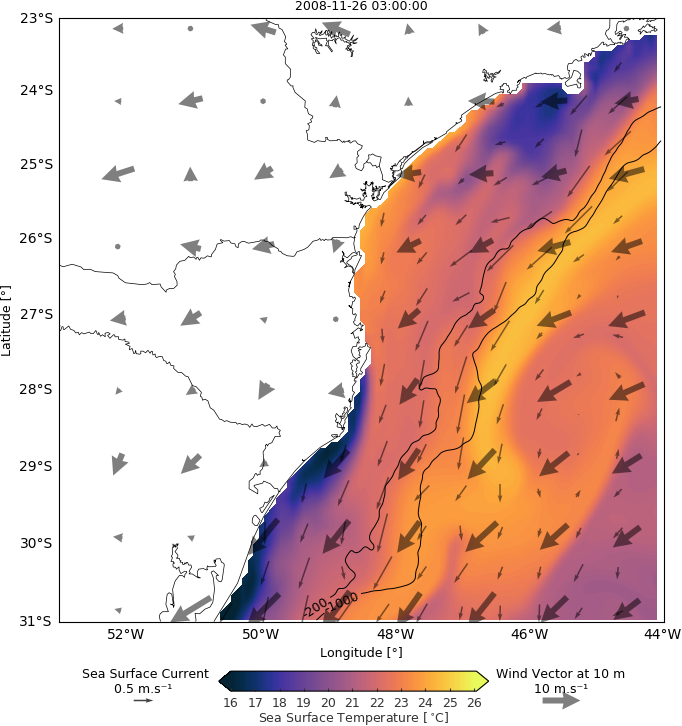 2008-11-26 03:00:00
23°S
24°S
25°S
26°S
27°S
28°S
29°S
30°S
31°S
Latitude [°]
-200
-1000
52°W 50°W 48°W 46°W 44°W
Longitude [°]
Sea Surface Current
0.5 m.s⁻¹
Wind Vector at 10 m
10 m.s⁻¹
16 17 18 19 20 21 22 23 24 25 26
Sea Surface Temperature [°C]